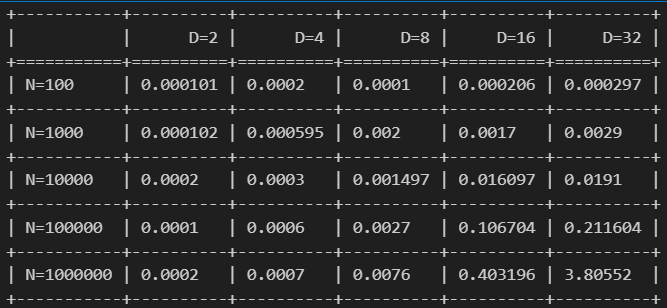 +-----------+----------+----------+----------+----------+----------+
|           |      D=2 |      D=4 |      D=8 |     D=16 |     D=32 |
+===========+==========+==========+==========+==========+==========+
| N=100     | 0.000101 | 0.0002   | 0.0001   | 0.000206 | 0.000297 |
+-----------+----------+----------+----------+----------+----------+
| N=1000    | 0.000102 | 0.000595 | 0.002    | 0.0017   | 0.0029   |
+-----------+----------+----------+----------+----------+----------+
| N=10000   | 0.0002   | 0.0003   | 0.001497 | 0.016097 | 0.0191   |
+-----------+----------+----------+----------+----------+----------+
| N=100000  | 0.0001   | 0.0006   | 0.0027   | 0.106704 | 0.211604 |
+-----------+----------+----------+----------+----------+----------+
| N=1000000 | 0.0002   | 0.0007   | 0.0076   | 0.403196 | 3.80552  |
+-----------+----------+----------+----------+----------+----------+